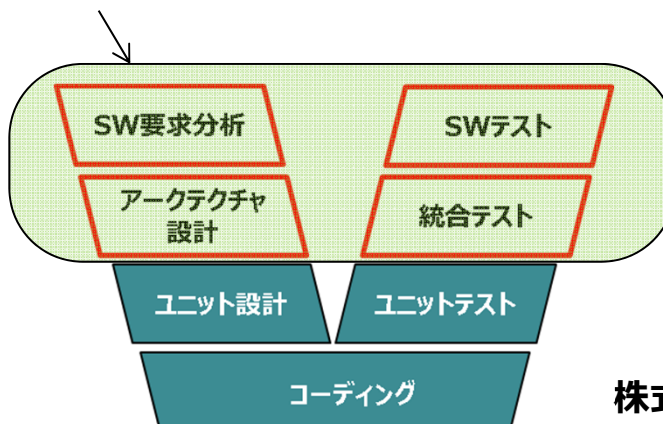 SW要求分析
SWテスト
アークテクチャ
設計
統合テスト
ユニット設計
ユニットテスト
コーディング
株式